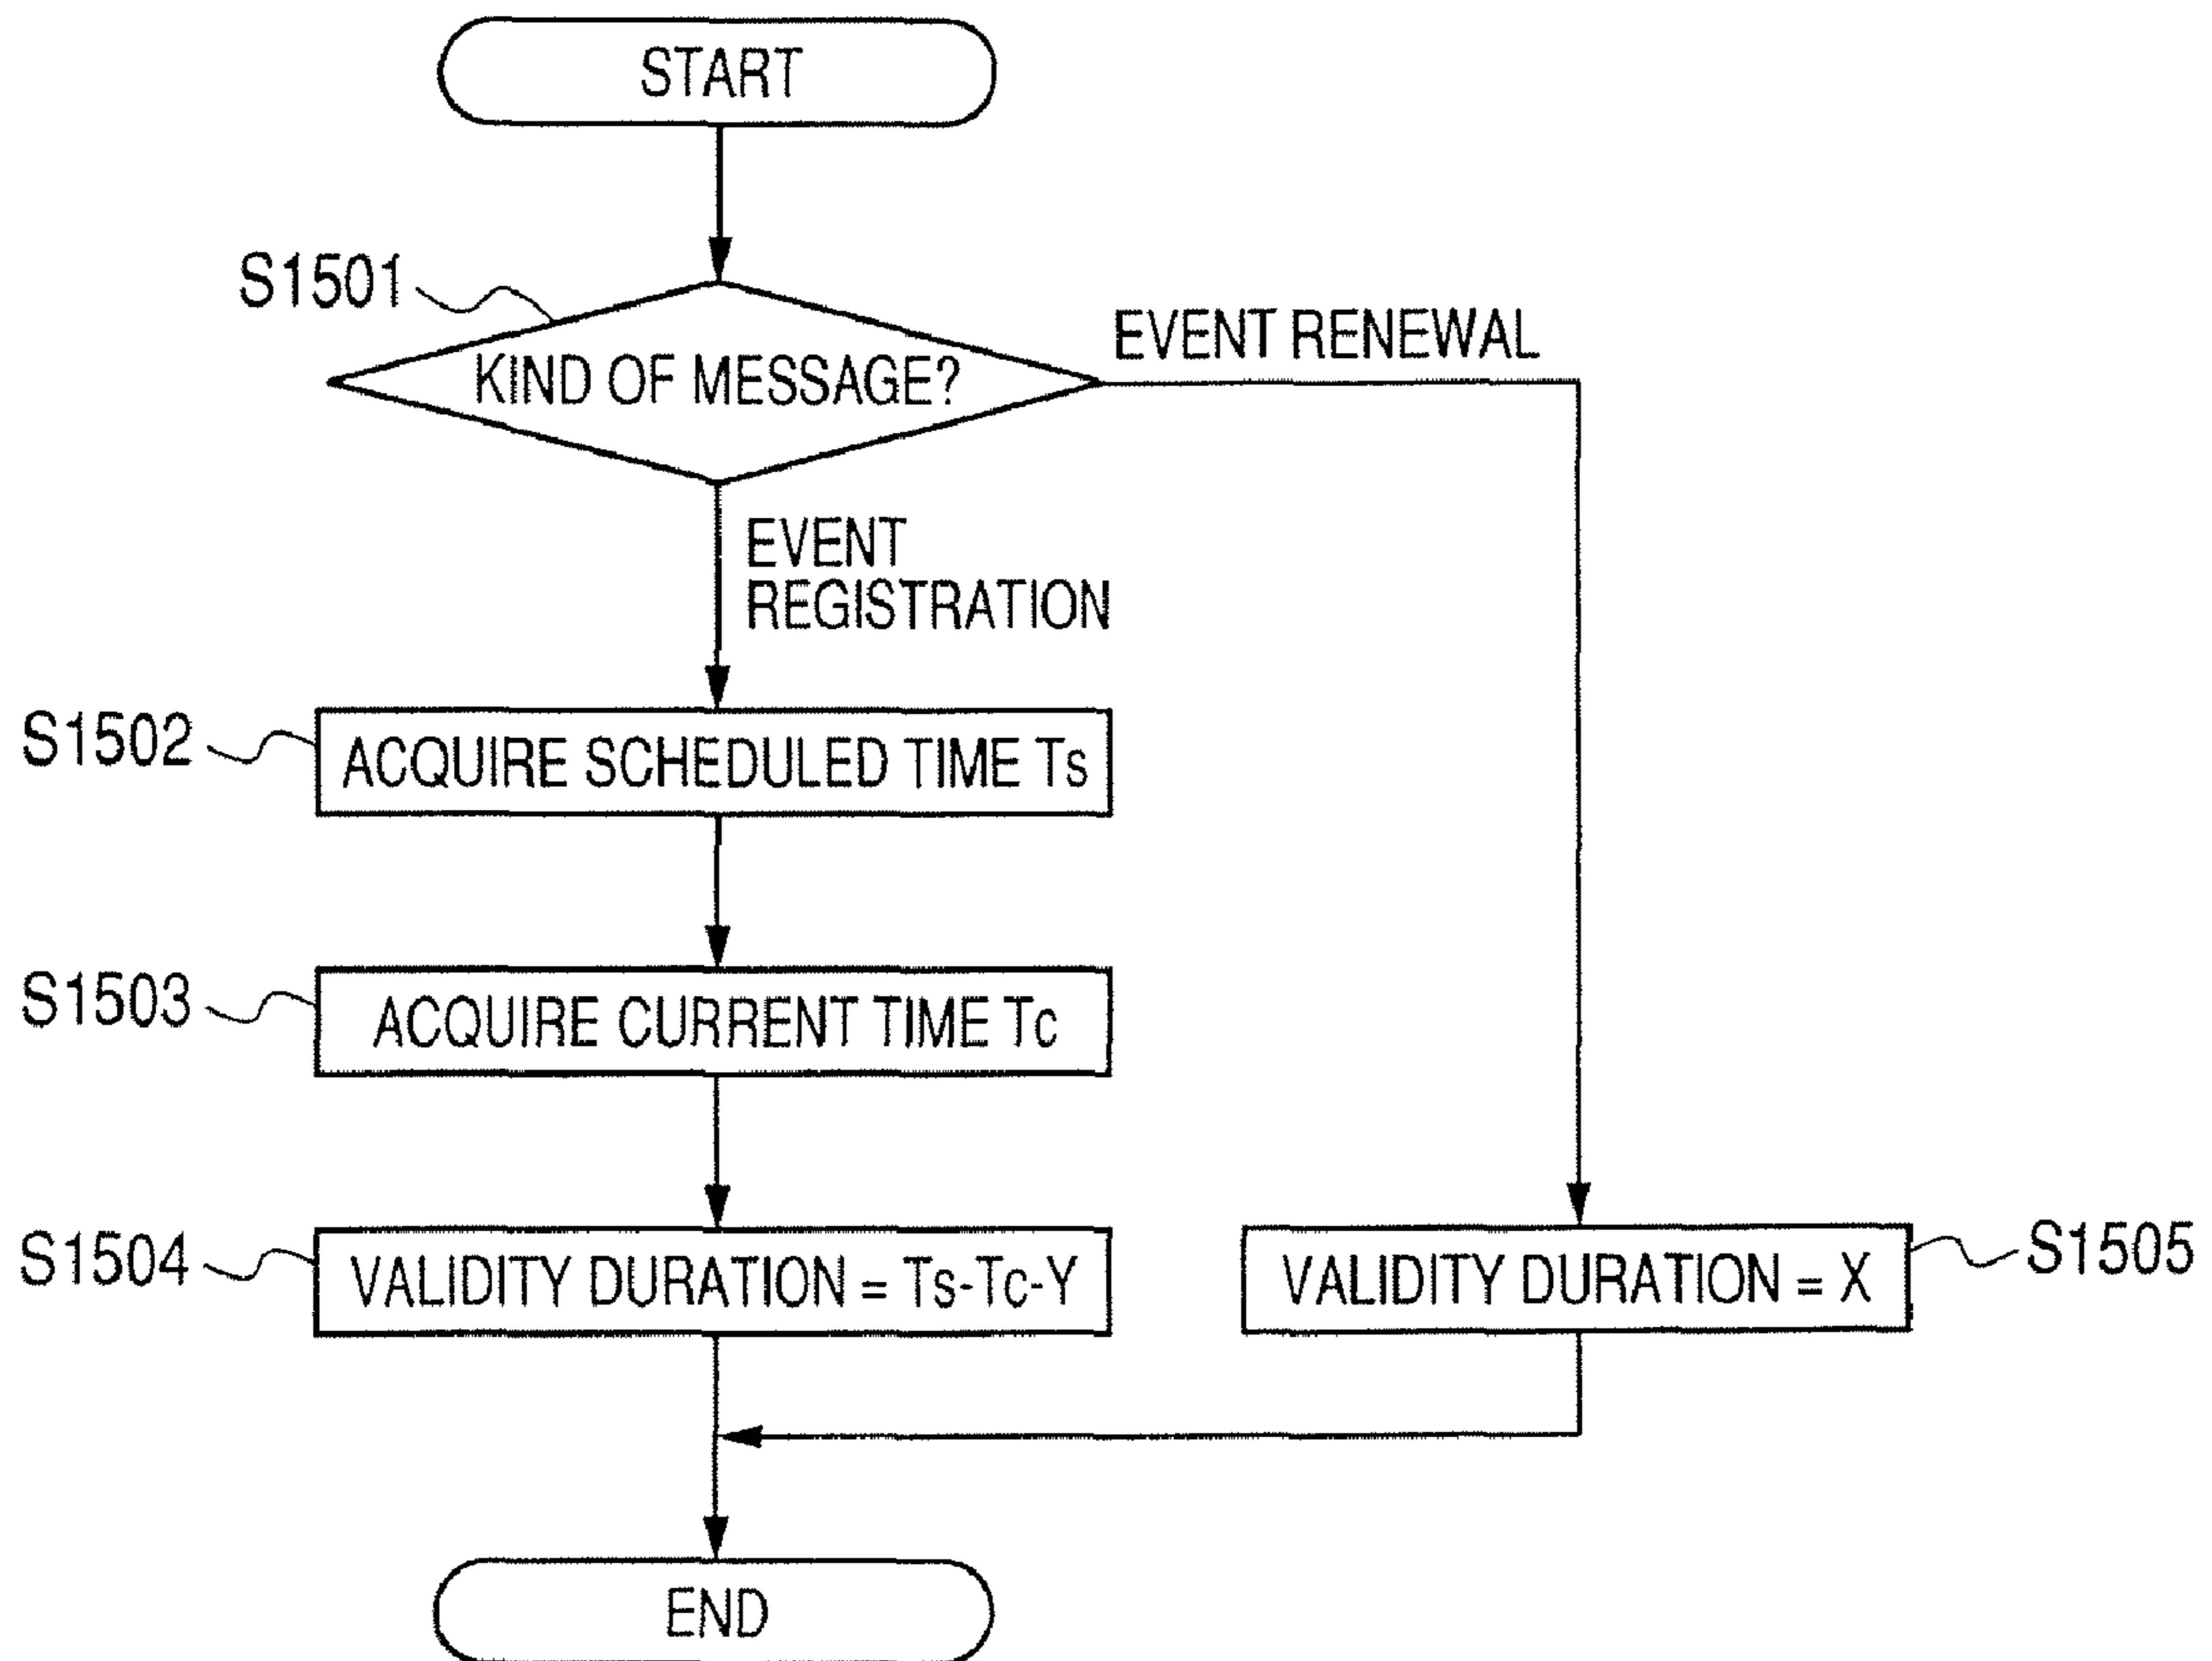 START
S1501
KIND OF MESSAGE?
EVENT RENEWAL
EVENT
REGISTRATION
S1502
ACQUIRE SCHEDULED TIME Ts
S1503
ACQUIRE CURRENT TIME Tc
S1504
VALIDITY DURATION = Ts-Tc-Y
VALIDITY DURATION = X
S1505
END